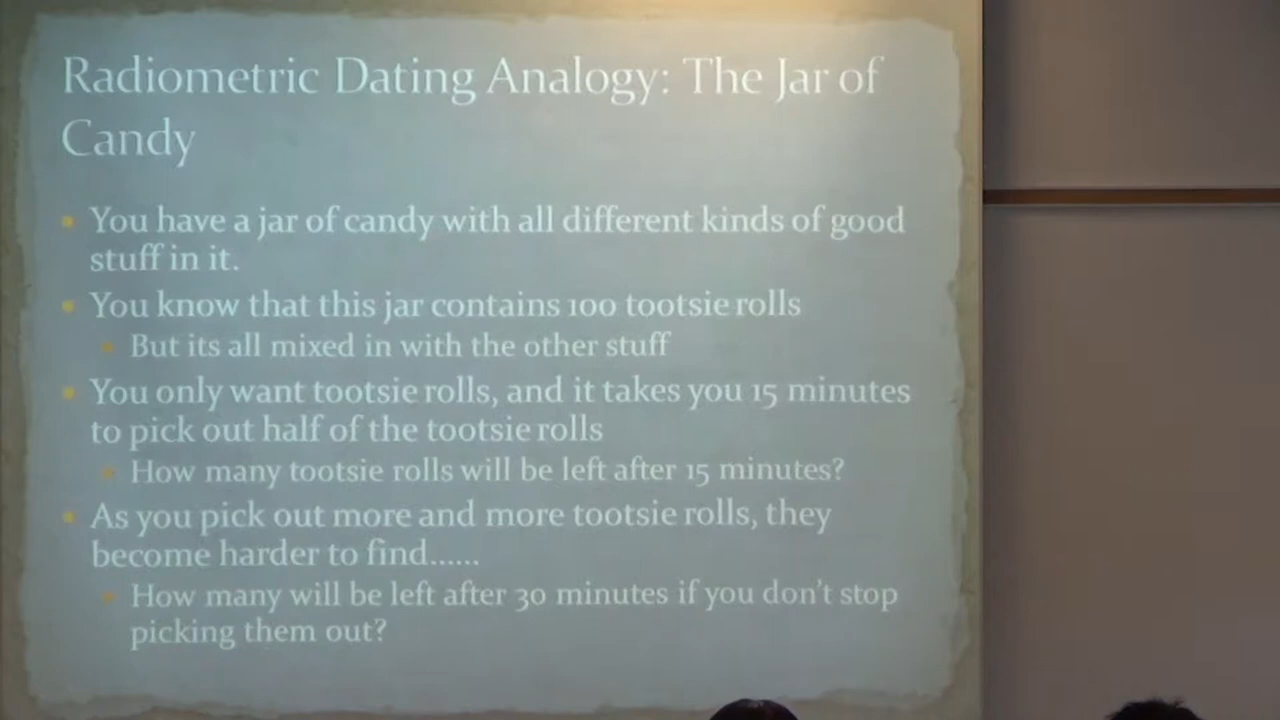 Radiometric Dating Analogy: The Jar of
Candy
You have a jar of candy with all different kinds of good
stuff in it.
You know that this jar contains 100 tootsie rolls
But its all mixed in with the other stuff
You only want tootsie rolls, and it takes you 15 minutes
to pick out half of the tootsie rolls
How many tootsie rolls will be left after 15 minutes?
As you pick out more and more tootsie rolls, they
become harder to find......
How many will be left after 30 minutes if you don't stop
picking them out?